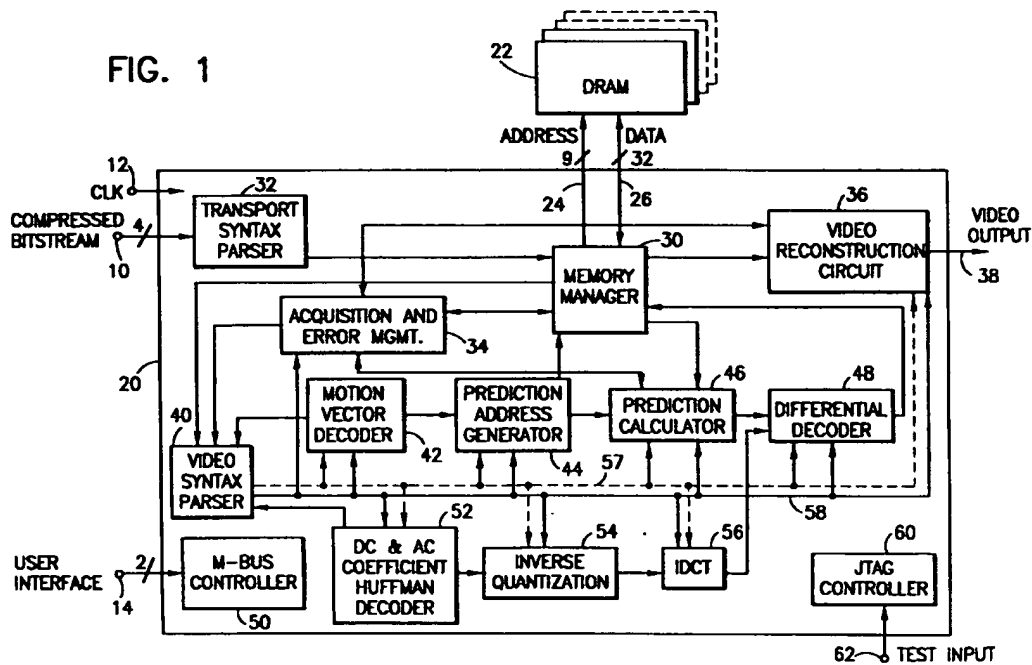 FIG. 1
22
DRAM
ADDRESS
DATA
9
32
24
26
12
CLK
COMPRESSED
BITSTREAM
4
10
32
TRANSPORT
SYNTAX
PARSER
30
MEMORY
MANAGER
36
VIDEO
RECONSTRUCTION
CIRCUIT
VIDEO
OUTPUT
38
ACQUISITION AND
ERROR MGMT.
34
20
40
VIDEO
SYNTAX
PARSER
MOTION
VECTOR
DECODER
42
PREDICTION
ADDRESS
GENERATOR
44
46
PREDICTION
CALCULATOR
48
DIFFERENTIAL
DECODER
57
58
52
DC & AC
COEFFICIENT
HUFFMAN
DECODER
54
INVERSE
QUANTIZATION
56
IDCT
USER
INTERFACE
2
14
M-BUS
CONTROLLER
50
60
JTAG
CONTROLLER
62
TEST INPUT